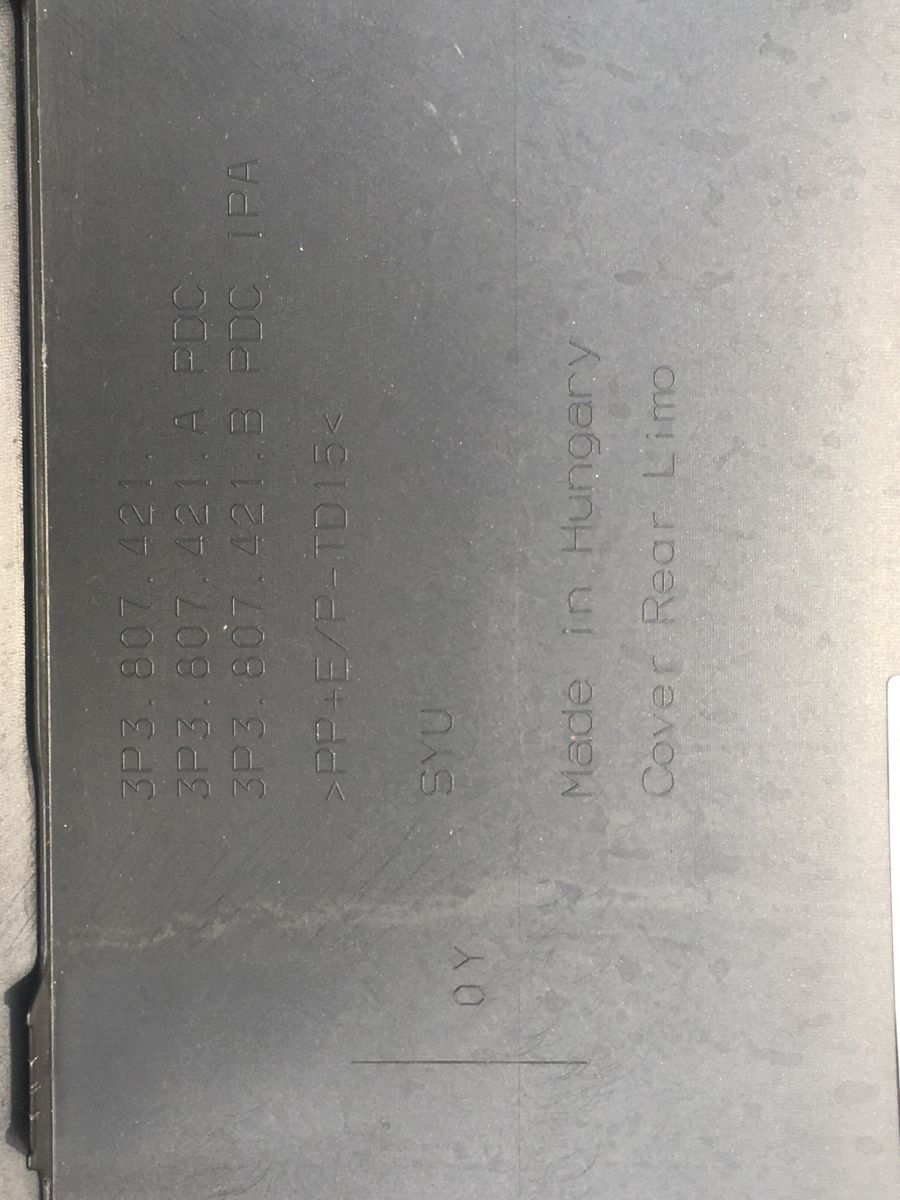 3P3.807.421.
3P3.807.421.A PDC
3P3.807.421.B PDC IPA
>PP+E/P-TD15<
SYU
Made in Hungary
Cover Rear Limo
0Y